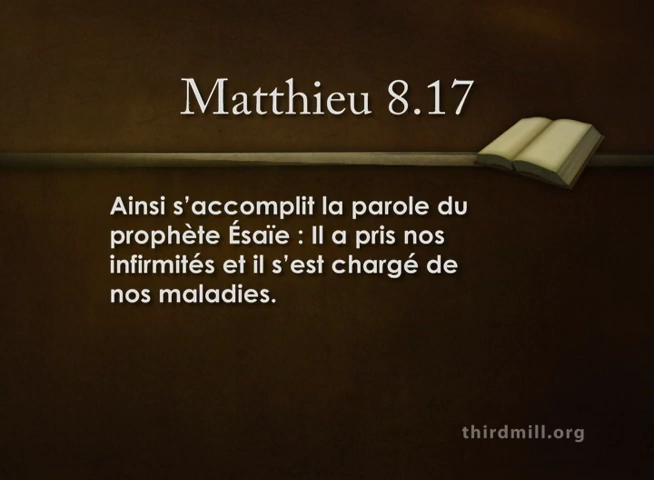 Matthieu 8.17
Ainsi s’accomplit la parole du
prophète Ésaïe : Il a pris nos
infirmités et il s’est chargé de
nos maladies.
thirdmill.org